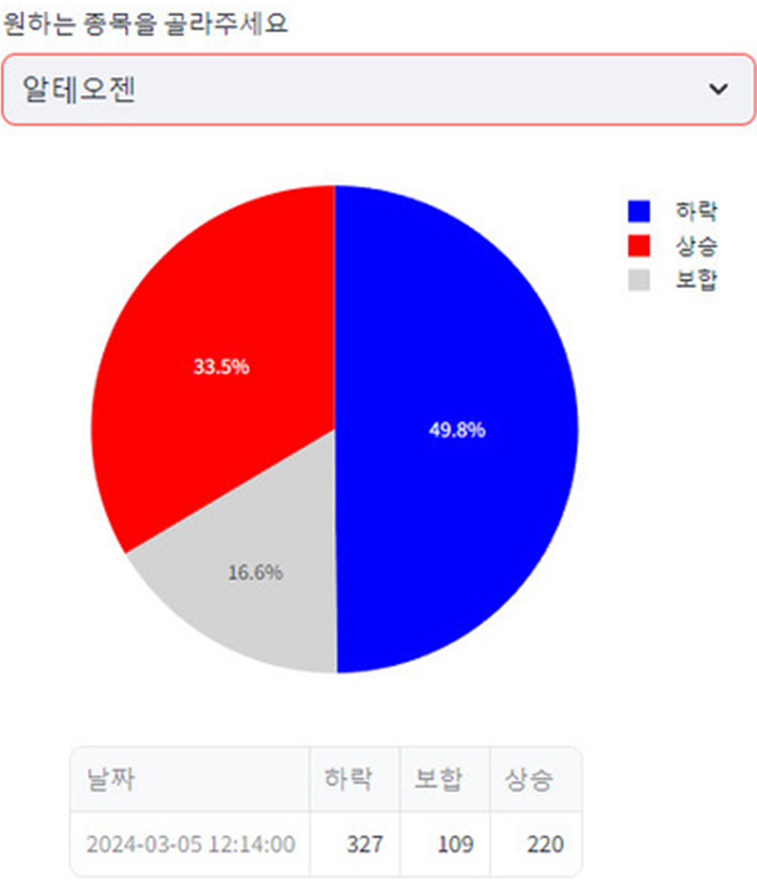 원하는 종목을 골라주세요
알테오젠
하락
상승
보합
33.5%
49.8%
16.6%
날짜 하락 보합 상승
2024-03-05 12:14:00 327 109 220